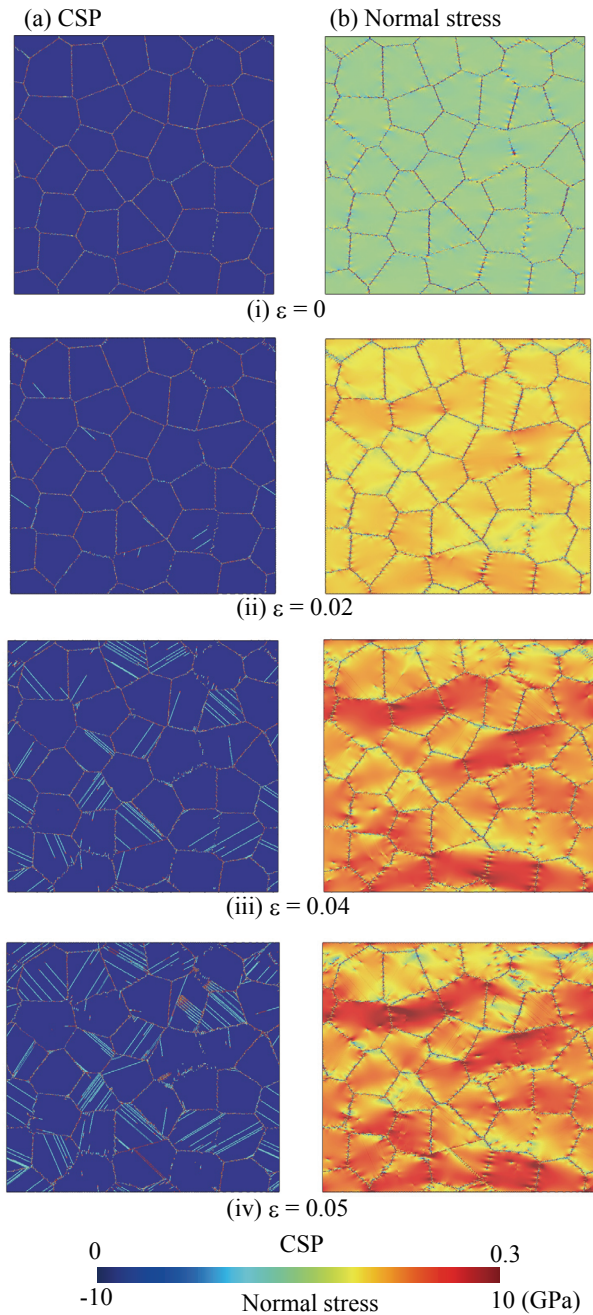 (a) CSP (b) Normal stress
(i) ε = 0
(ii) ε = 0.02
(iii) ε = 0.04
(iv) ε = 0.05
0 CSP 0.3
-10 Normal stress 10 (GPa)